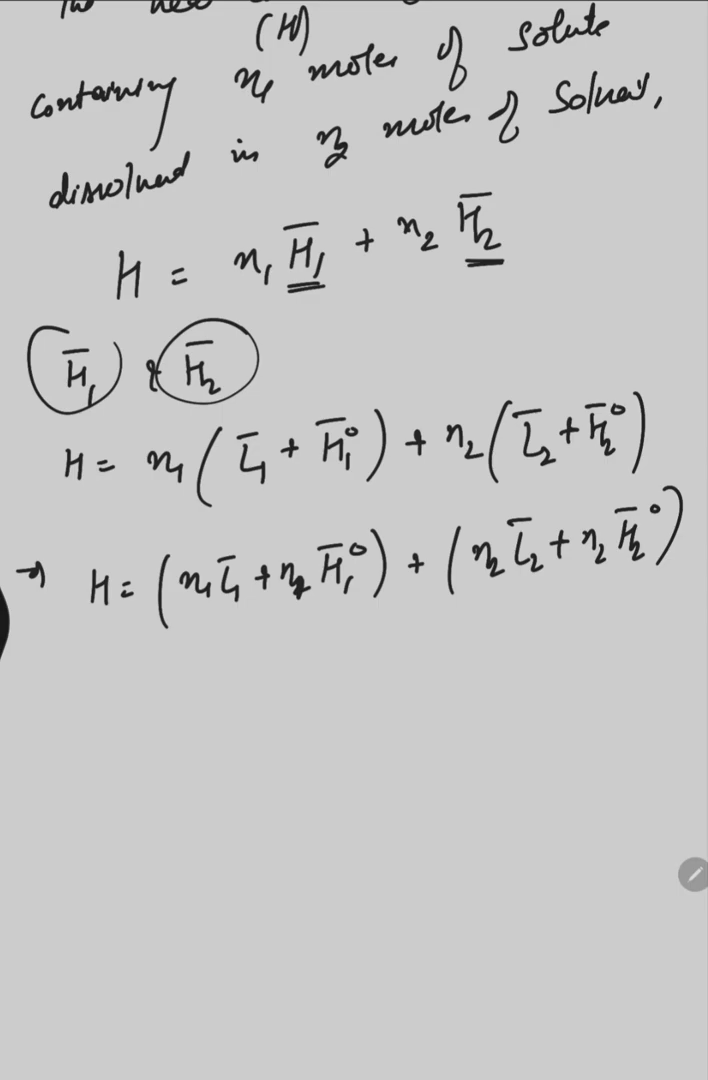 (H)
containing n₁ moles of solute
dissolved in n₂ moles of Solvent,
H = n₁ H̄₁ + n₂ H̄₂
H̄₁ & H̄₂
H = n₁ ( L̄₁ + H̄₁° ) + n₂ ( L̄₂ + H̄₂° )
⇒ H = ( n₁ L̄₁ + n₂ H̄₁° ) + ( n₂ L̄₂ + n₂ H̄₂° )